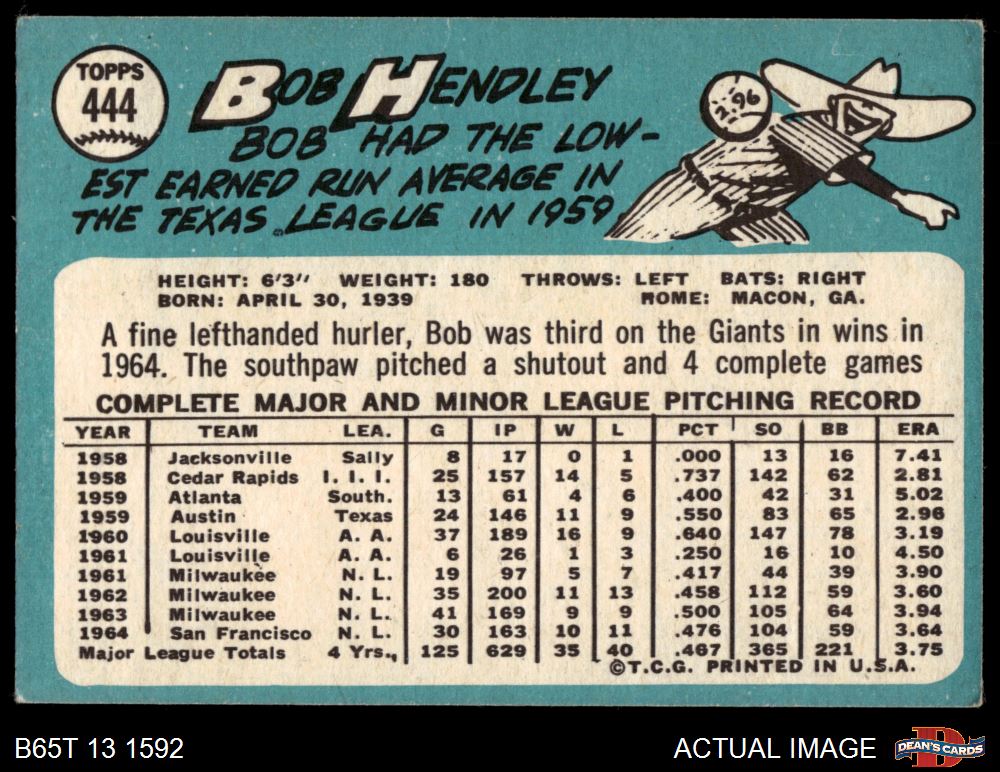 TOPPS
444
BOB HENDLEY
BOB HAD THE LOW-
EST EARNED RUN AVERAGE IN
THE TEXAS LEAGUE IN 1959
2.96
HEIGHT: 6'3" WEIGHT: 180 THROWS: LEFT BATS: RIGHT
BORN: APRIL 30, 1939 HOME: MACON, GA.
A fine lefthanded hurler, Bob was third on the Giants in wins in
1964. The southpaw pitched a shutout and 4 complete games
COMPLETE MAJOR AND MINOR LEAGUE PITCHING RECORD
YEAR TEAM LEA. G IP W L PCT SO BB ERA
1958 Jacksonville Sally 8 17 0 1 .000 13 16 7.41
1958 Cedar Rapids I. I. I. 25 157 14 5 .737 142 62 2.81
1959 Atlanta South. 13 61 4 6 .400 42 31 5.02
1959 Austin Texas 24 146 11 9 .550 83 65 2.96
1960 Louisville A. A. 37 189 16 9 .640 147 78 3.19
1961 Louisville A. A. 6 26 1 3 .250 16 10 4.50
1961 Milwaukee N. L. 19 97 5 7 .417 44 39 3.90
1962 Milwaukee N. L. 35 200 11 13 .458 112 59 3.60
1963 Milwaukee N. L. 41 169 9 9 .500 105 64 3.94
1964 San Francisco N. L. 30 163 10 11 .476 104 59 3.64
Major League Totals 4 Yrs., 125 629 35 40 .467 365 221 3.75
©T.C.G. PRINTED IN U.S.A.
B65T 13 1592 ACTUAL IMAGE
D
DEAN'S CARDS